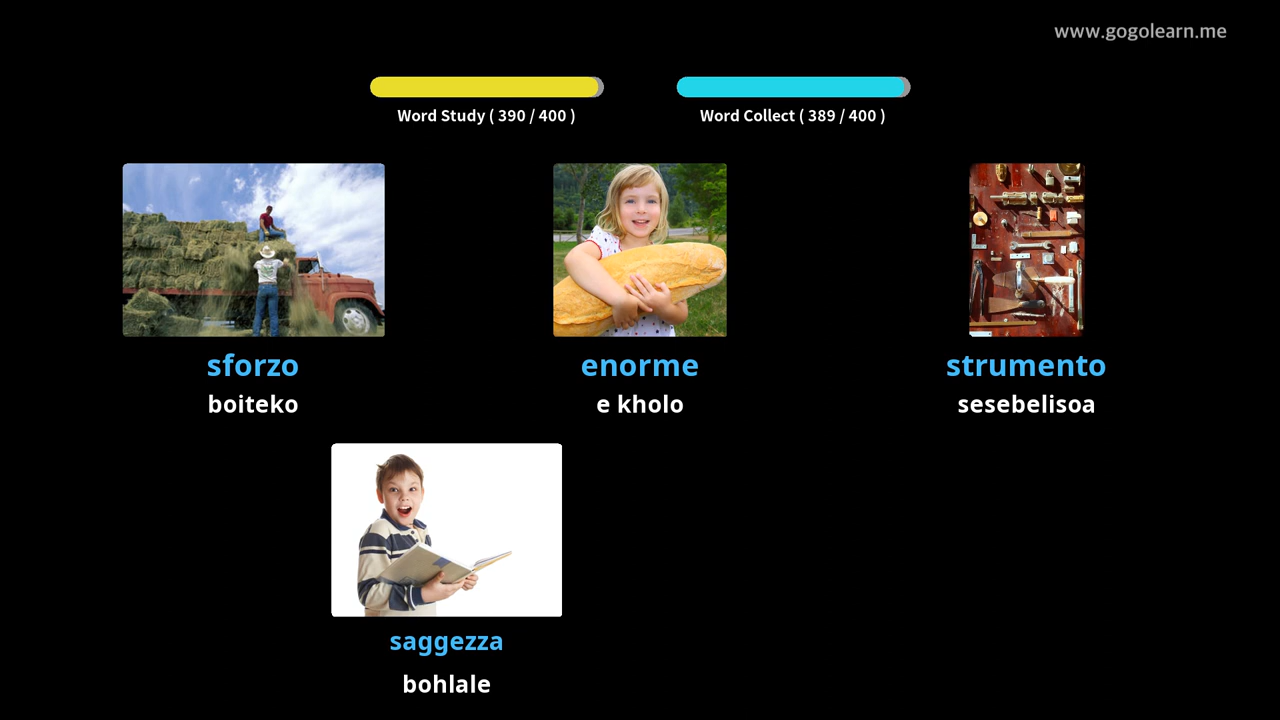 www.gogolearn.me
Word Study ( 390 / 400 )
Word Collect ( 389 / 400 )
sforzo
boiteko
enorme
e kholo
strumento
sesebelisoa
saggezza
bohlale